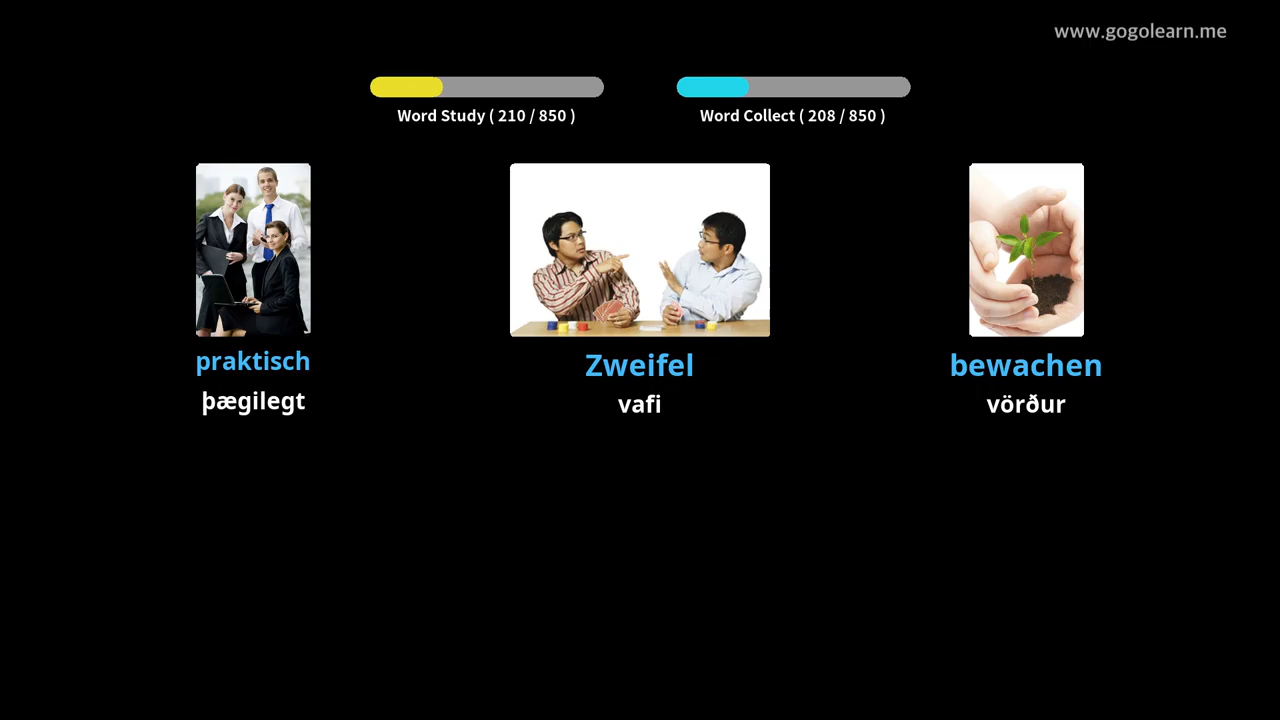 www.gogolearn.me
Word Study ( 210 / 850 )
Word Collect ( 208 / 850 )
praktisch
þægilegt
Zweifel
vafi
bewachen
vörður